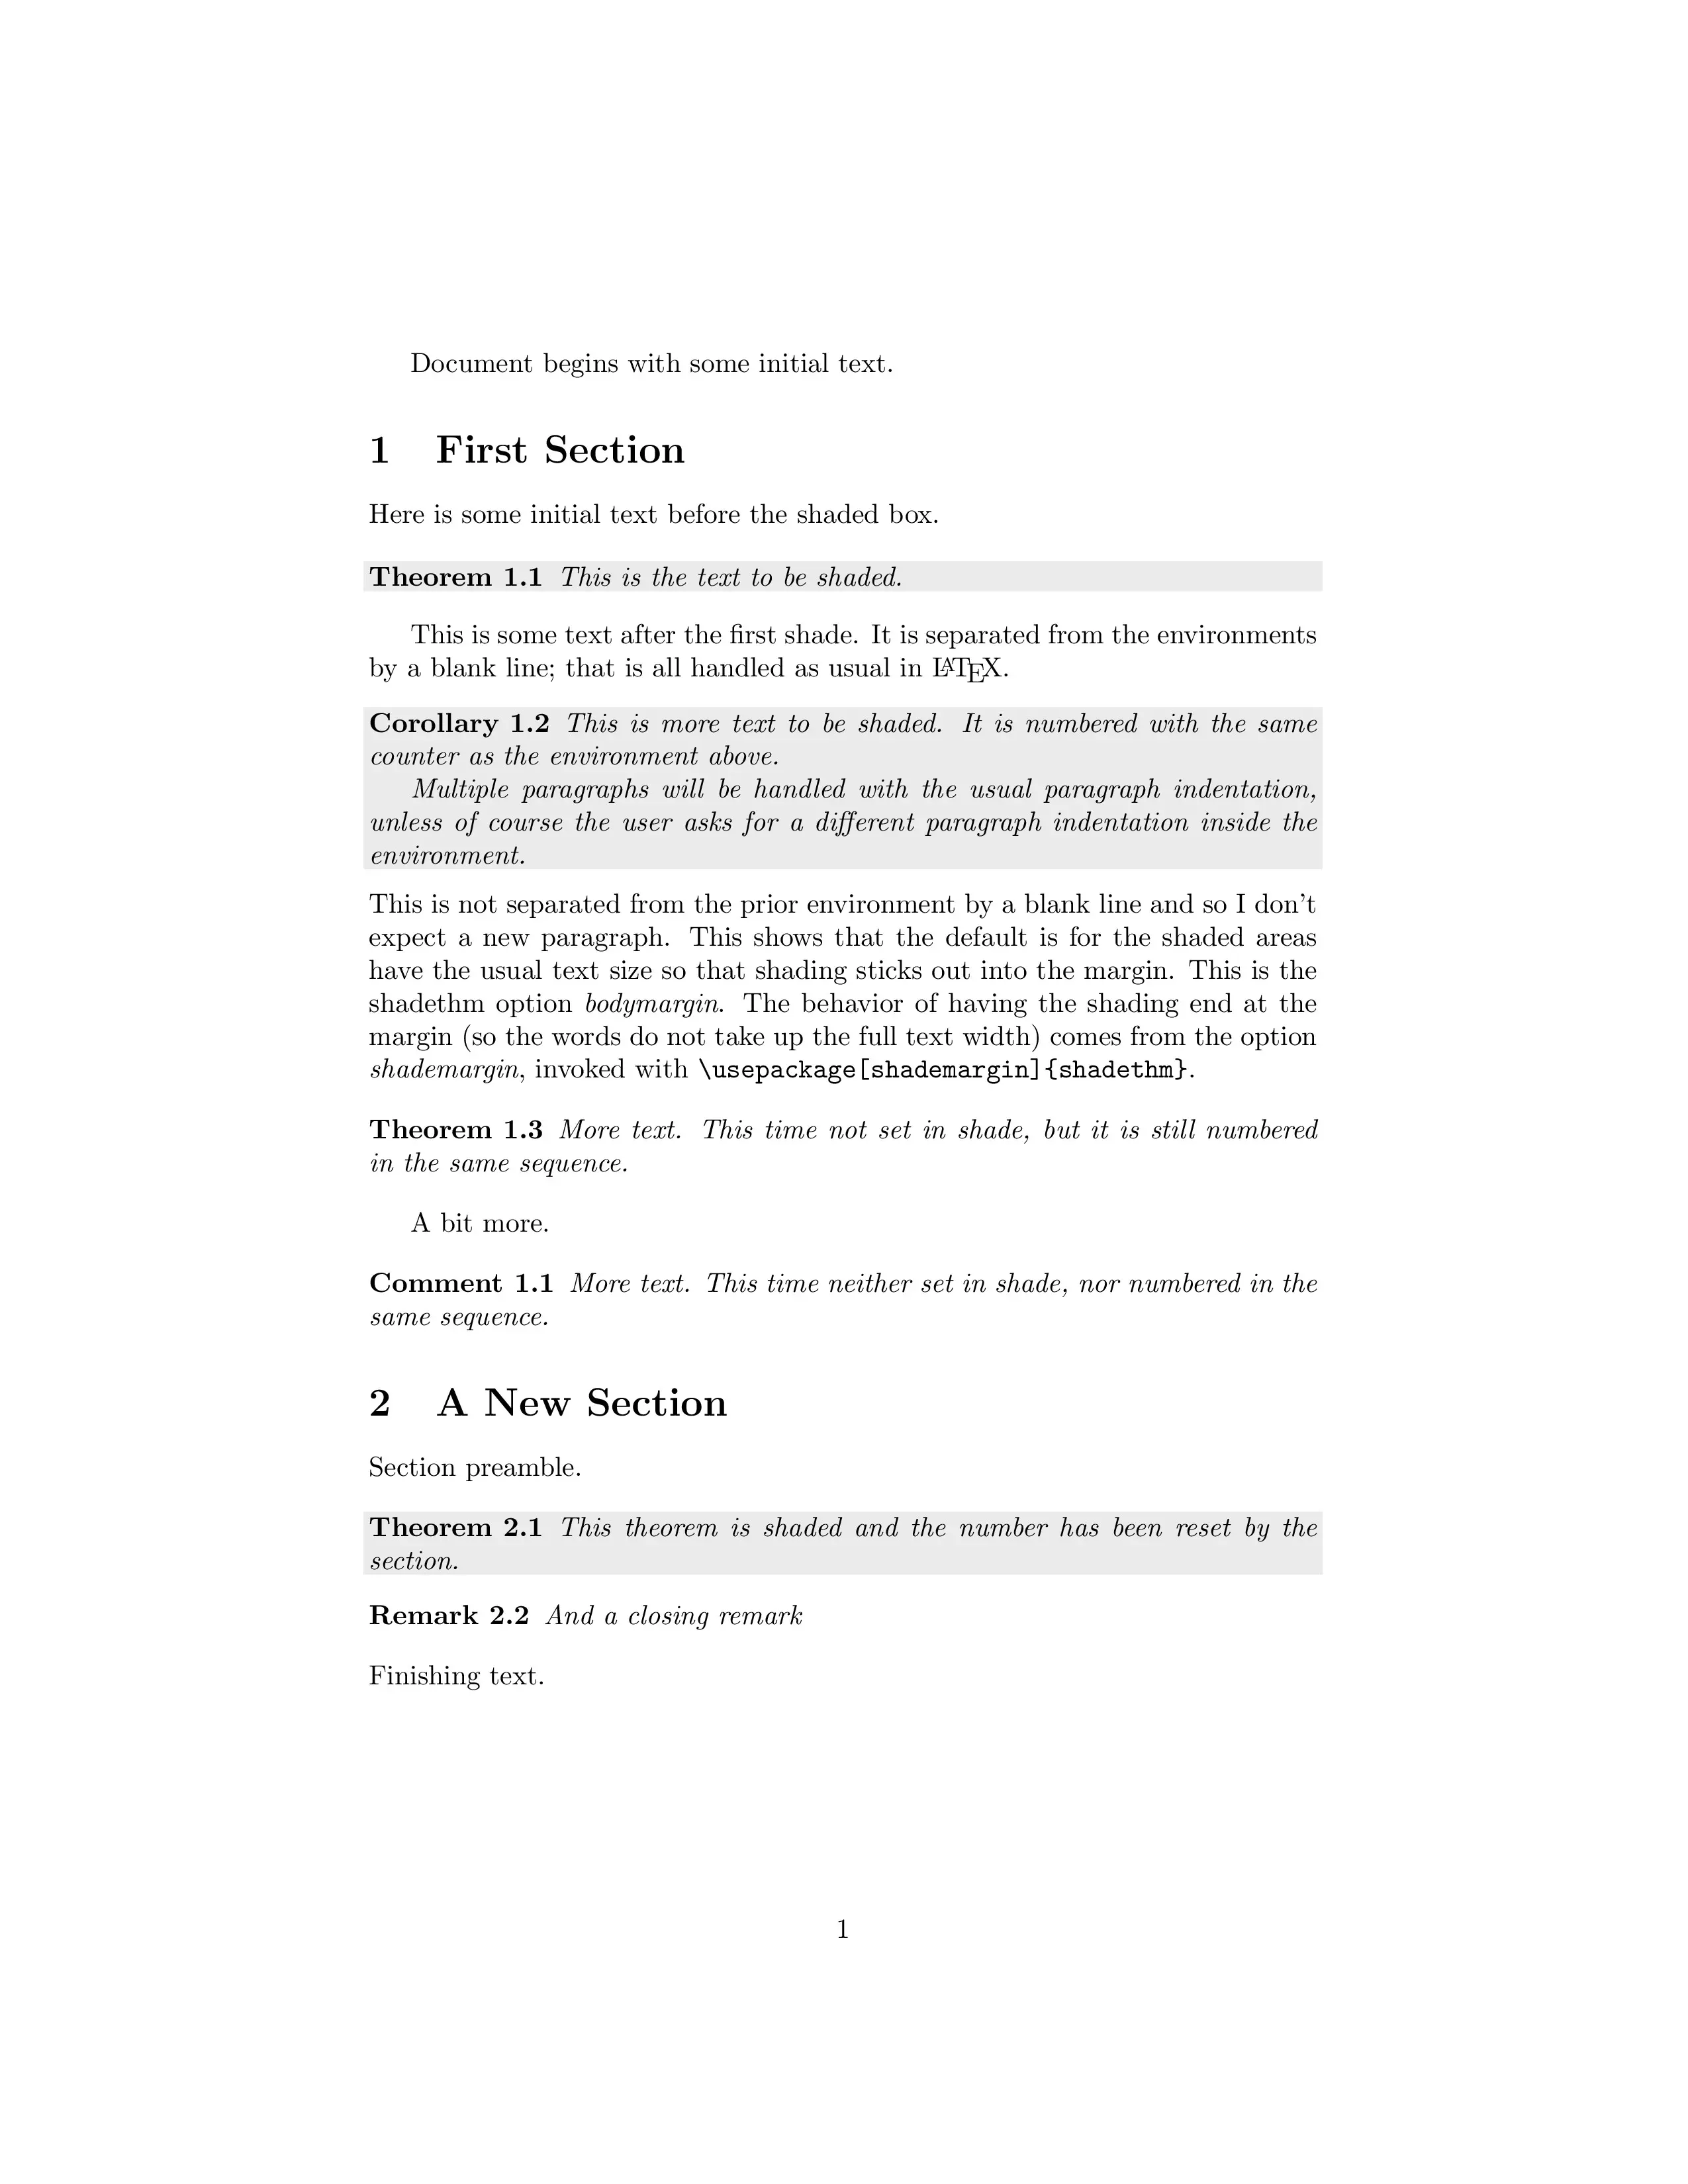 Document begins with some initial text.
1 First Section
Here is some initial text before the shaded box.
Theorem 1.1 This is the text to be shaded.
This is some text after the first shade. It is separated from the environments
by a blank line; that is all handled as usual in LATEX.
Corollary 1.2 This is more text to be shaded. It is numbered with the same
counter as the environment above.
Multiple paragraphs will be handled with the usual paragraph indentation,
unless of course the user asks for a different paragraph indentation inside the
environment.
This is not separated from the prior environment by a blank line and so I don’t
expect a new paragraph. This shows that the default is for the shaded areas
have the usual text size so that shading sticks out into the margin. This is the
shadethm option bodymargin. The behavior of having the shading end at the
margin (so the words do not take up the full text width) comes from the option
shademargin, invoked with \usepackage[shademargin]{shadethm}.
Theorem 1.3 More text. This time not set in shade, but it is still numbered
in the same sequence.
A bit more.
Comment 1.1 More text. This time neither set in shade, nor numbered in the
same sequence.
2 A New Section
Section preamble.
Theorem 2.1 This theorem is shaded and the number has been reset by the
section.
Remark 2.2 And a closing remark
Finishing text.
1